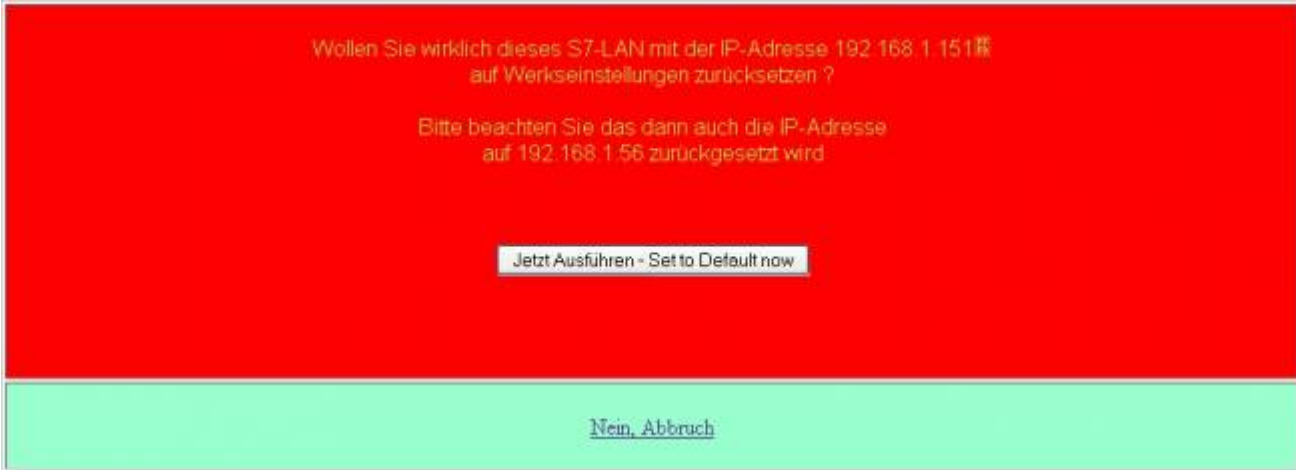 Wollen Sie wirklich dieses S7-LAN mit der IP-Adresse 192.168.1.151
auf Werkseinstellungen zurücksetzen ?
Bitte beachten Sie das dann auch die IP-Adresse
auf 192.168.1.56 zurückgesetzt wird
Jetzt Ausführen - Set to Default now
Nein, Abbruch